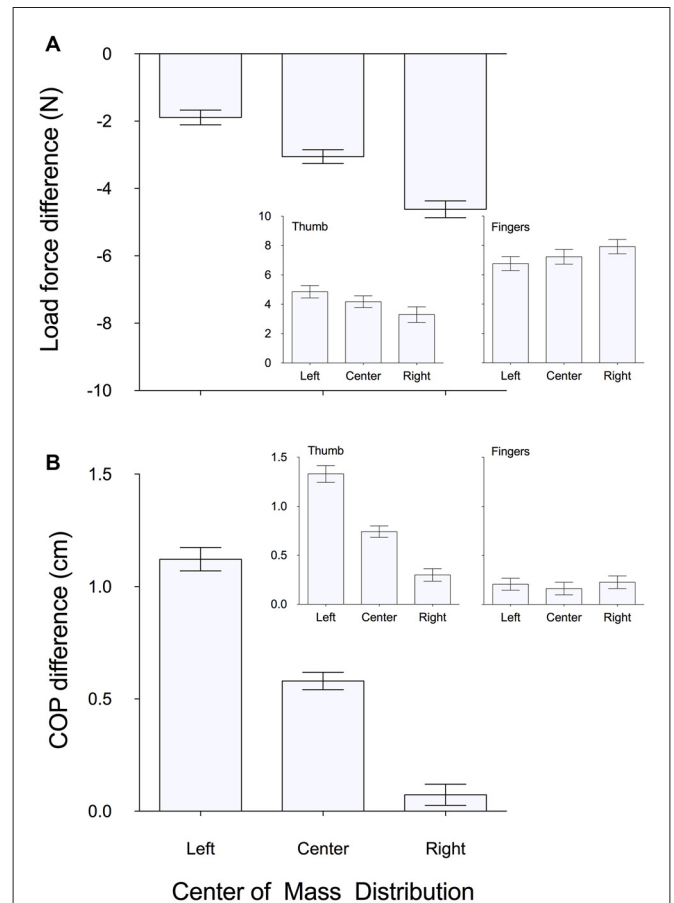 A
Load force difference (N)
0
-2
-4
-6
-8
-10
Thumb
10
8
6
4
2
0
Left Center Right
Fingers
Left Center Right
B
COP difference (cm)
1.5
1.0
0.5
0.0
Thumb
1.5
1.0
0.5
0.0
Left Center Right
Fingers
Left Center Right
Left Center Right
Center of Mass Distribution